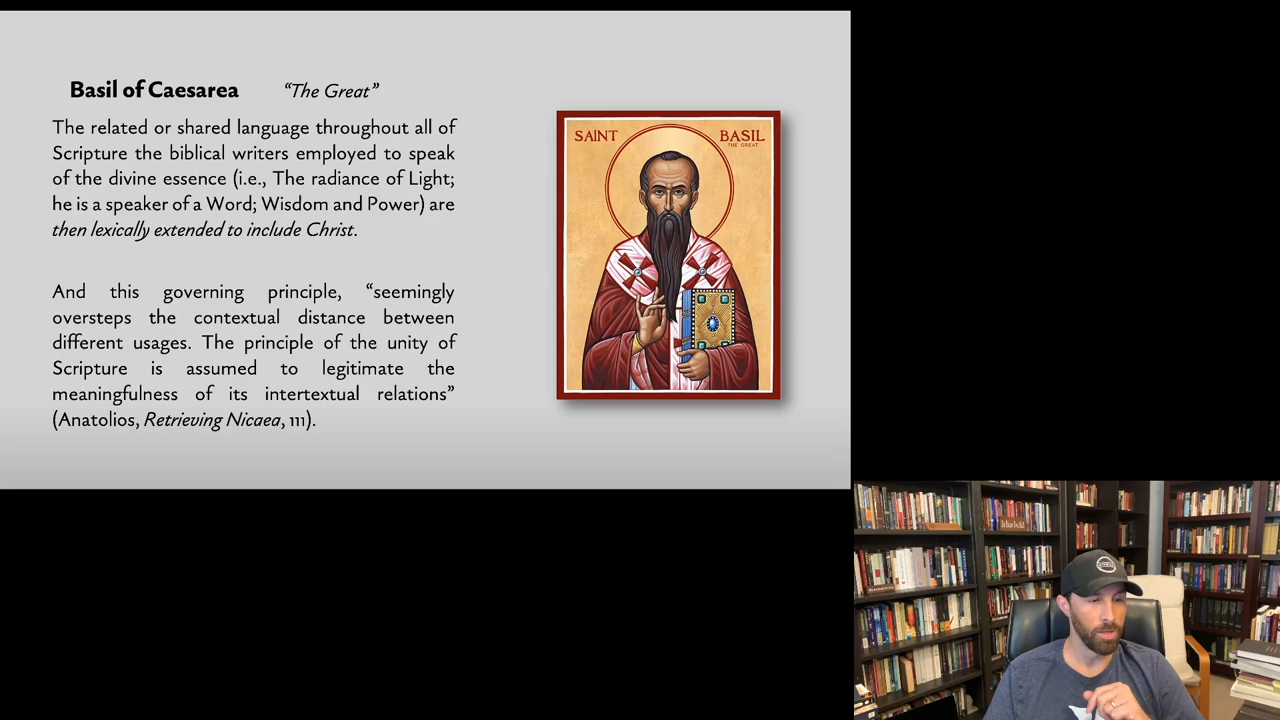 Basil of Caesarea “The Great”
The related or shared language throughout all of
Scripture the biblical writers employed to speak
of the divine essence (i.e., The radiance of Light;
he is a speaker of a Word; Wisdom and Power) are
then lexically extended to include Christ.
And this governing principle, “seemingly
oversteps the contextual distance between
different usages. The principle of the unity of
Scripture is assumed to legitimate the
meaningfulness of its intertextual relations”
(Anatolios, Retrieving Nicaea, 111).
SAINT BASIL
THE GREAT